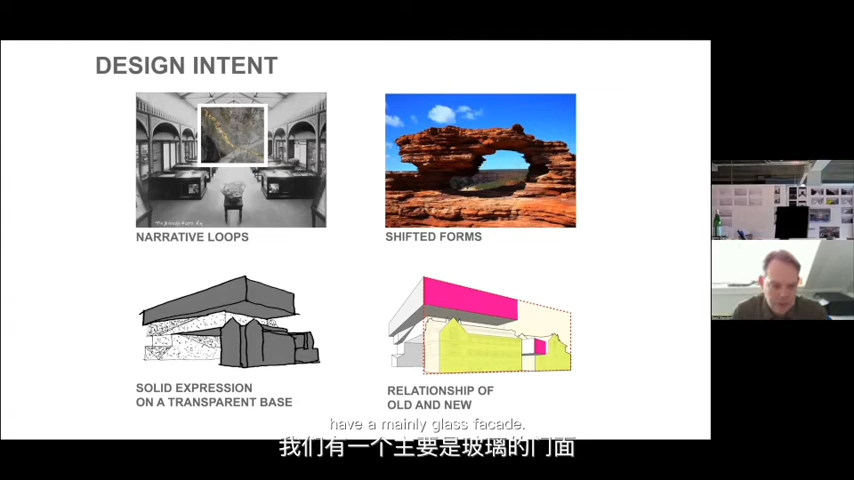 DESIGN INTENT
NARRATIVE LOOPS
SHIFTED FORMS
SOLID EXPRESSION
ON A TRANSPARENT BASE
RELATIONSHIP OF
OLD AND NEW
have a mainly glass facade.
我们有一个主要是玻璃的门面